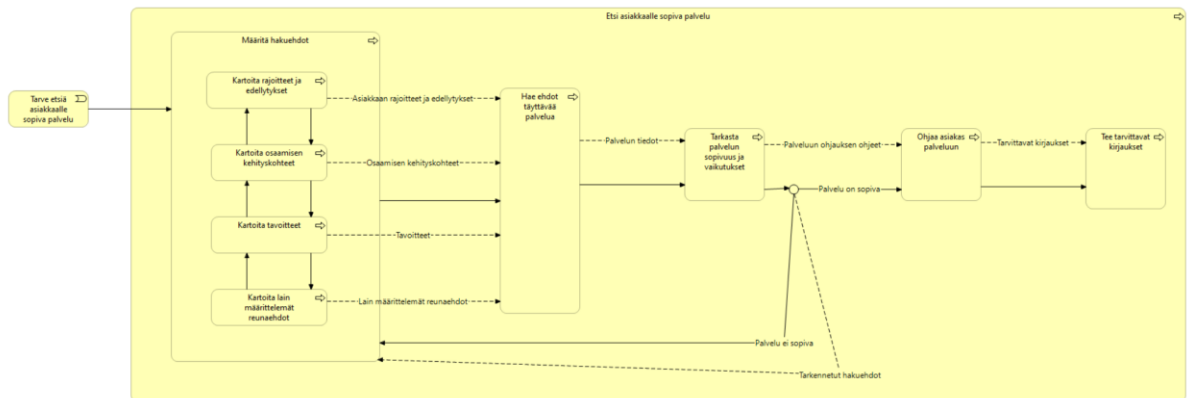 Etsi asiakkaalle sopiva palvelu
Määritä hakuehdot
Tarve etsiä
asiakkaalle
sopiva palvelu
Kartoita rajoitteet ja
edellytykset
Asiakkaan rajoitteet ja edellytykset
Kartoita osaamisen
kehityskohteet
Osaamisen kehityskohteet
Kartoita tavoitteet
Tavoitteet
Kartoita lain
määrittelemät
reunaehdot
Lain määrittelemät reunaehdot
Hae ehdot
täyttävää
palvelua
Palvelun tiedot
Tarkasta
palvelun
sopivuus ja
vaikutukset
Palveluun ohjauksen ohjeet
Palvelu on sopiva
Ohjaa asiakas
palveluun
Tarvittavat kirjaukset
Tee tarvittavat
kirjaukset
Palvelu ei sopiva
Tarkennetut hakuehdot